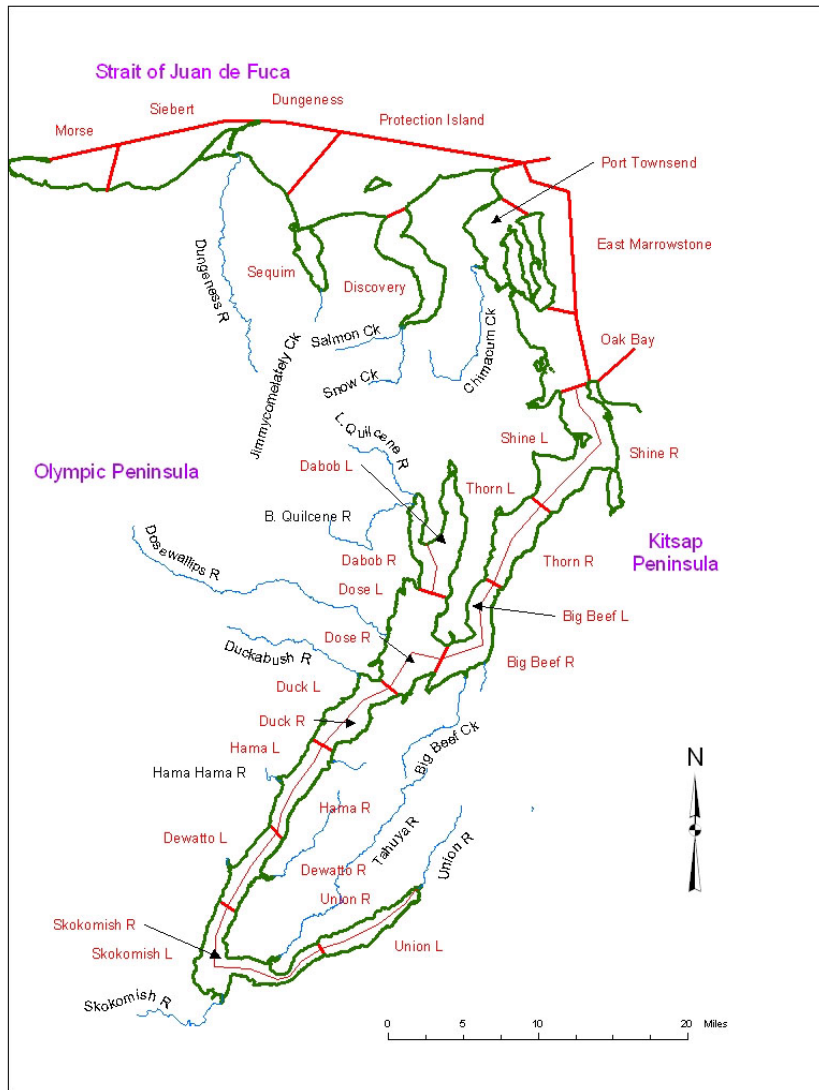 Strait of Juan de Fuca
Dungeness
Siebert
Protection Island
Morse
Port Townsend
East Marrowstone
Dungeness R
Sequim
Discovery
Salmon Ck
Chimacum Ck
Jimmycomelately Ck
Snow Ck
Oak Bay
L. Quilcene R
Shine L
Shine R
Olympic Peninsula
Dabob L
Thorn L
B. Quilcene R
Dosewallips R
Kitsap
Peninsula
Dabob R
Thorn R
Dose L
Big Beef L
Dose R
Duckabush R
Big Beef R
Duck L
Duck R
Big Beef Ck
Hama L
Hama Hama R
N
Hama R
Tahuya R
Union R
Dewatto L
Dewatto R
Union R
Skokomish R
Skokomish L
Union L
Skokomish R
0 5 10 20 Miles